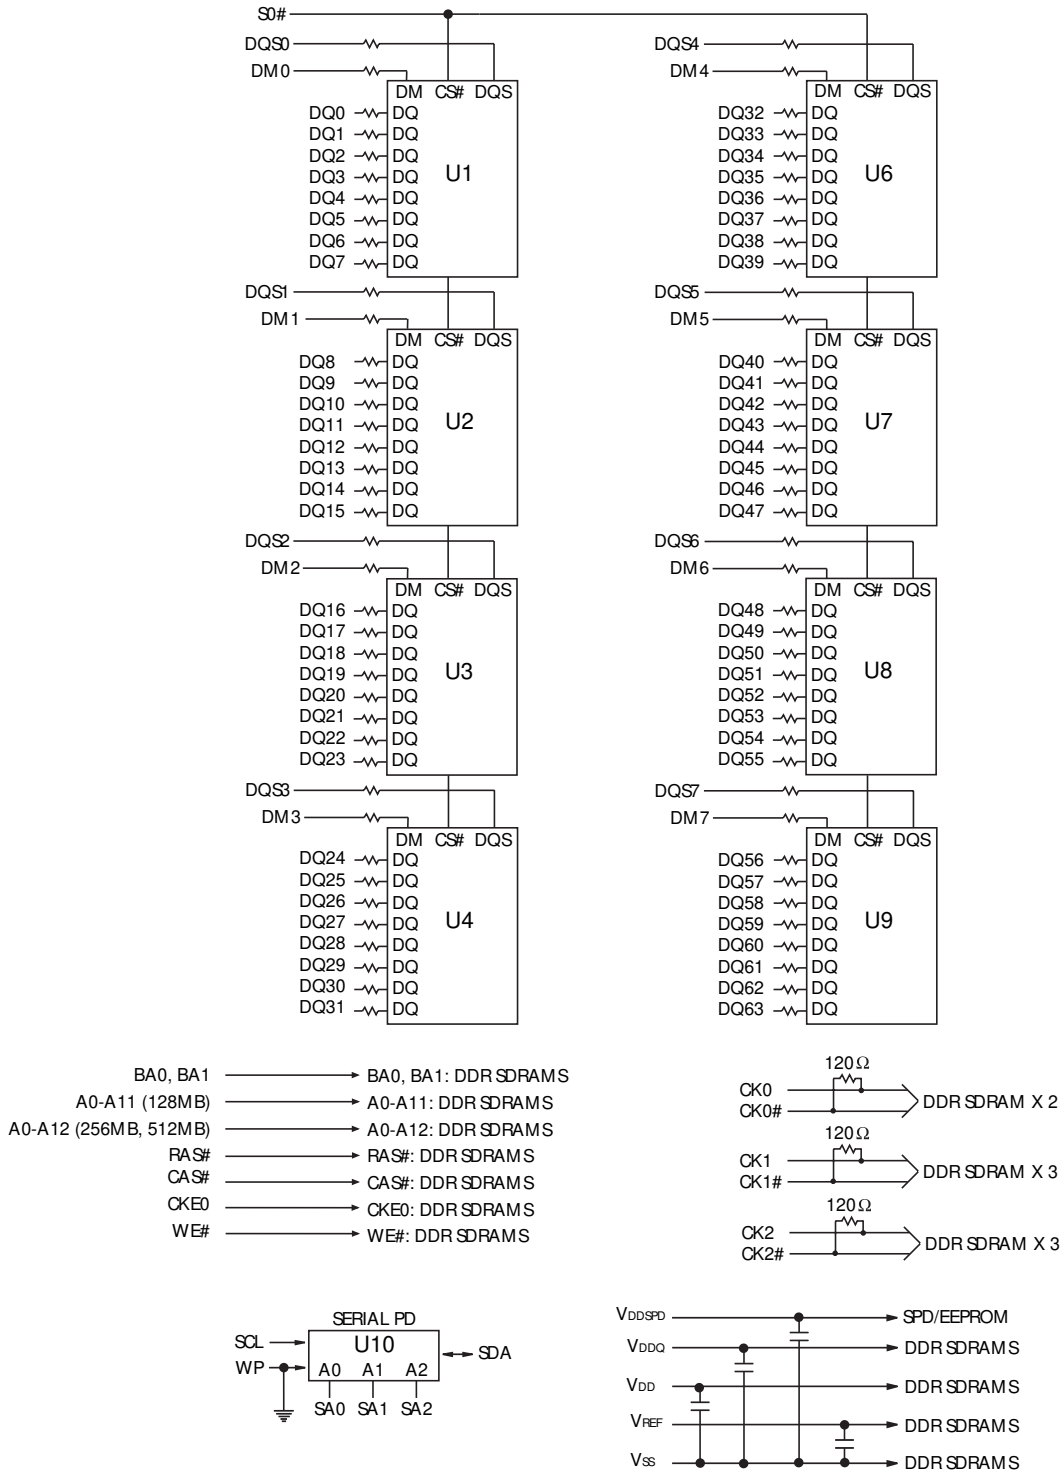 S0#
DQS0
DM0
DM CS# DQS
DQ0 DQ
DQ1 DQ
DQ2 DQ
DQ3 DQ
DQ4 DQ
DQ5 DQ
DQ6 DQ
DQ7 DQ
U1
DQS1
DM1
DM CS# DQS
DQ8 DQ
DQ9 DQ
DQ10 DQ
DQ11 DQ
DQ12 DQ
DQ13 DQ
DQ14 DQ
DQ15 DQ
U2
DQS2
DM2
DM CS# DQS
DQ16 DQ
DQ17 DQ
DQ18 DQ
DQ19 DQ
DQ20 DQ
DQ21 DQ
DQ22 DQ
DQ23 DQ
U3
DQS3
DM3
DM CS# DQS
DQ24 DQ
DQ25 DQ
DQ26 DQ
DQ27 DQ
DQ28 DQ
DQ29 DQ
DQ30 DQ
DQ31 DQ
U4
DQS4
DM4
DM CS# DQS
DQ32 DQ
DQ33 DQ
DQ34 DQ
DQ35 DQ
DQ36 DQ
DQ37 DQ
DQ38 DQ
DQ39 DQ
U6
DQS5
DM5
DM CS# DQS
DQ40 DQ
DQ41 DQ
DQ42 DQ
DQ43 DQ
DQ44 DQ
DQ45 DQ
DQ46 DQ
DQ47 DQ
U7
DQS6
DM6
DM CS# DQS
DQ48 DQ
DQ49 DQ
DQ50 DQ
DQ51 DQ
DQ52 DQ
DQ53 DQ
DQ54 DQ
DQ55 DQ
U8
DQS7
DM7
DM CS# DQS
DQ56 DQ
DQ57 DQ
DQ58 DQ
DQ59 DQ
DQ60 DQ
DQ61 DQ
DQ62 DQ
DQ63 DQ
U9
BA0, BA1 BA0, BA1: DDR SDRAMS
A0-A11 (128MB) A0-A11: DDR SDRAMS
A0-A12 (256MB, 512MB) A0-A12: DDR SDRAMS
RAS# RAS#: DDR SDRAMS
CAS# CAS#: DDR SDRAMS
CKE0 CKE0: DDR SDRAMS
WE# WE#: DDR SDRAMS
120Ω
CK0
CK0#
DDR SDRAM X 2
120Ω
CK1
CK1#
DDR SDRAM X 3
120Ω
CK2
CK2#
DDR SDRAM X 3
SERIAL PD
U10
SCL
WP
A0 A1 A2
SDA
SA0 SA1 SA2
VDDSPD SPD/EEPROM
VDDQ DDR SDRAMS
VDD DDR SDRAMS
VREF DDR SDRAMS
VSS DDR SDRAMS